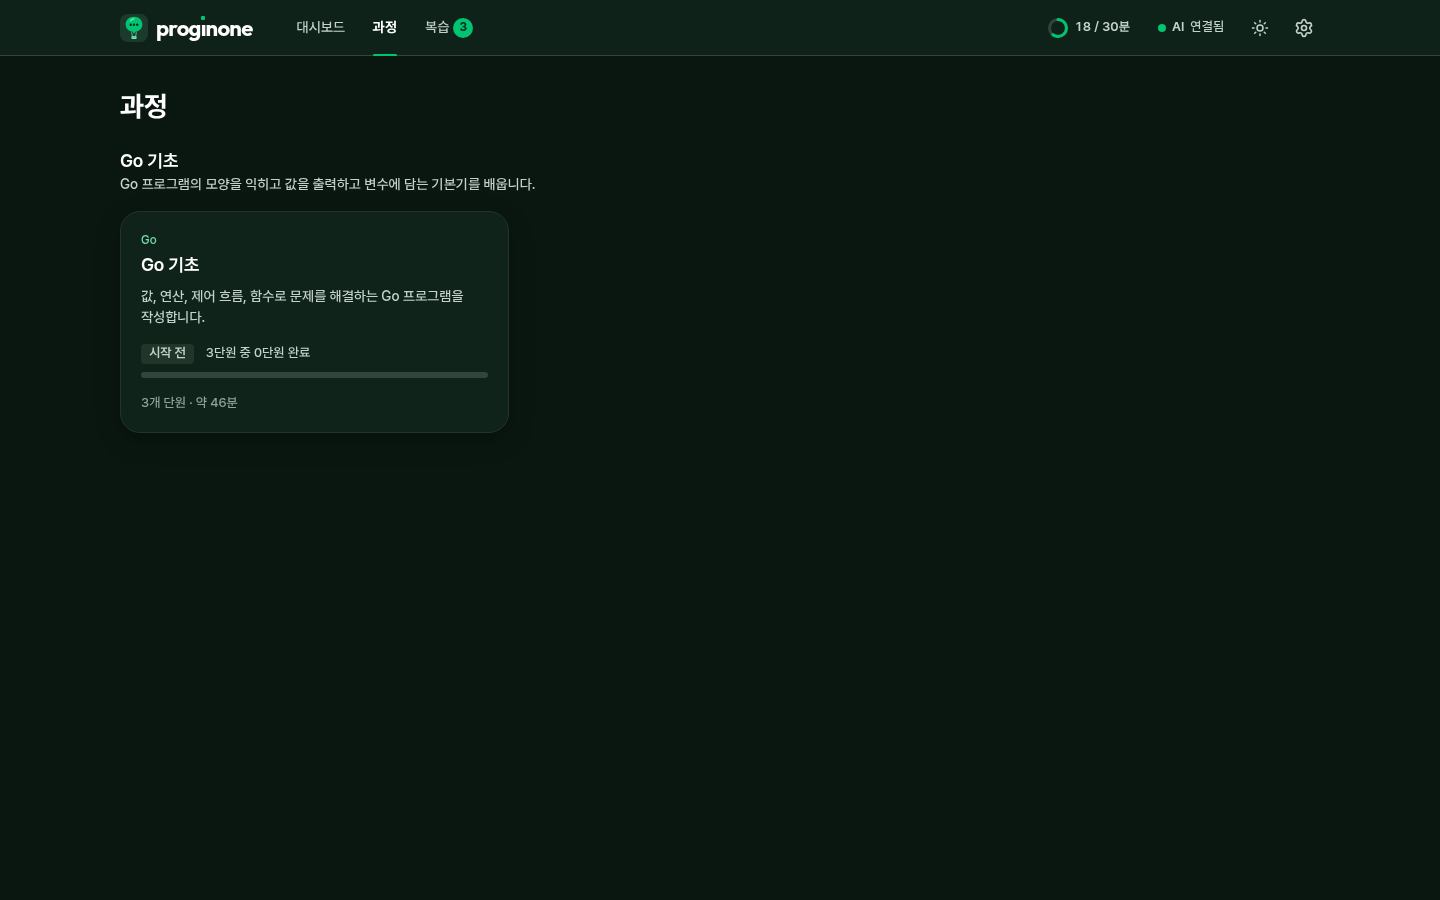 proginone
대시보드
과정
복습 3
18 / 30분
AI 연결됨
과정
Go 기초
Go 프로그램의 모양을 익히고 값을 출력하고 변수에 담는 기본기를 배웁니다.
Go
Go 기초
값, 연산, 제어 흐름, 함수로 문제를 해결하는 Go 프로그램을
작성합니다.
시작 전
3단원 중 0단원 완료
3개 단원 · 약 46분